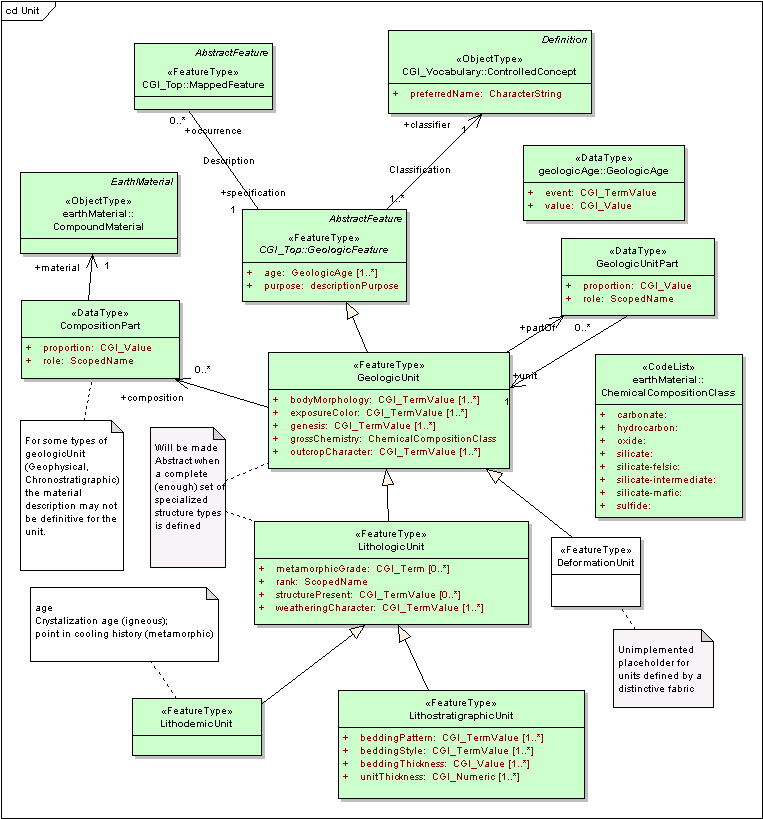 cd Unit
AbstractFeature
«FeatureType»
CGI_Top::MappedFeature
Definition
«ObjectType»
CGI_Vocabulary::ControlledConcept
+ preferredName: CharacterString
0..*
+occurrence
Description
+specification
1
+classifier
1
Classification
1..*
«DataType»
geologicAge::GeologicAge
+ event: CGI_TermValue
+ value: CGI_Value
EarthMaterial
«ObjectType»
earthMaterial::
CompoundMaterial
AbstractFeature
«FeatureType»
CGI_Top::GeologicFeature
+ age: GeologicAge [1..*]
+ purpose: descriptionPurpose
«DataType»
GeologicUnitPart
+ proportion: CGI_Value
+ role: ScopedName
+material
1
«DataType»
CompositionPart
+ proportion: CGI_Value
+ role: ScopedName
+partOf
0..*
+unit
1
0..*
+composition
«FeatureType»
GeologicUnit
+ bodyMorphology: CGI_TermValue [1..*]
+ exposureColor: CGI_TermValue [1..*]
+ genesis: CGI_TermValue [1..*]
+ grossChemistry: ChemicalCompositionClass
+ outcropCharacter: CGI_TermValue [1..*]
«CodeList»
earthMaterial::
ChemicalCompositionClass
+ carbonate:
+ hydrocarbon:
+ oxide:
+ silicate:
+ silicate-felsic:
+ silicate-intermediate:
+ silicate-mafic:
+ sulfide:
For some types of
geologicUnit
(Geophysical,
Chronostratigraphic)
the material
description may not
be definitive for the
unit.
Will be made
Abstract when
a complete
(enough) set of
specialized
structure types
is defined
«FeatureType»
LithologicUnit
+ metamorphicGrade: CGI_Term [0..*]
+ rank: ScopedName
+ structurePresent: CGI_TermValue [0..*]
+ weatheringCharacter: CGI_TermValue [1..*]
«FeatureType»
DeformationUnit
age
Crystalization age (igneous);
point in cooling history (metamorphic)
Unimplemented
placeholder for
units defined by a
distinctive fabric
«FeatureType»
LithodemicUnit
«FeatureType»
LithostratigraphicUnit
+ beddingPattern: CGI_TermValue [1..*]
+ beddingStyle: CGI_TermValue [1..*]
+ beddingThickness: CGI_Value [1..*]
+ unitThickness: CGI_Numeric [1..*]